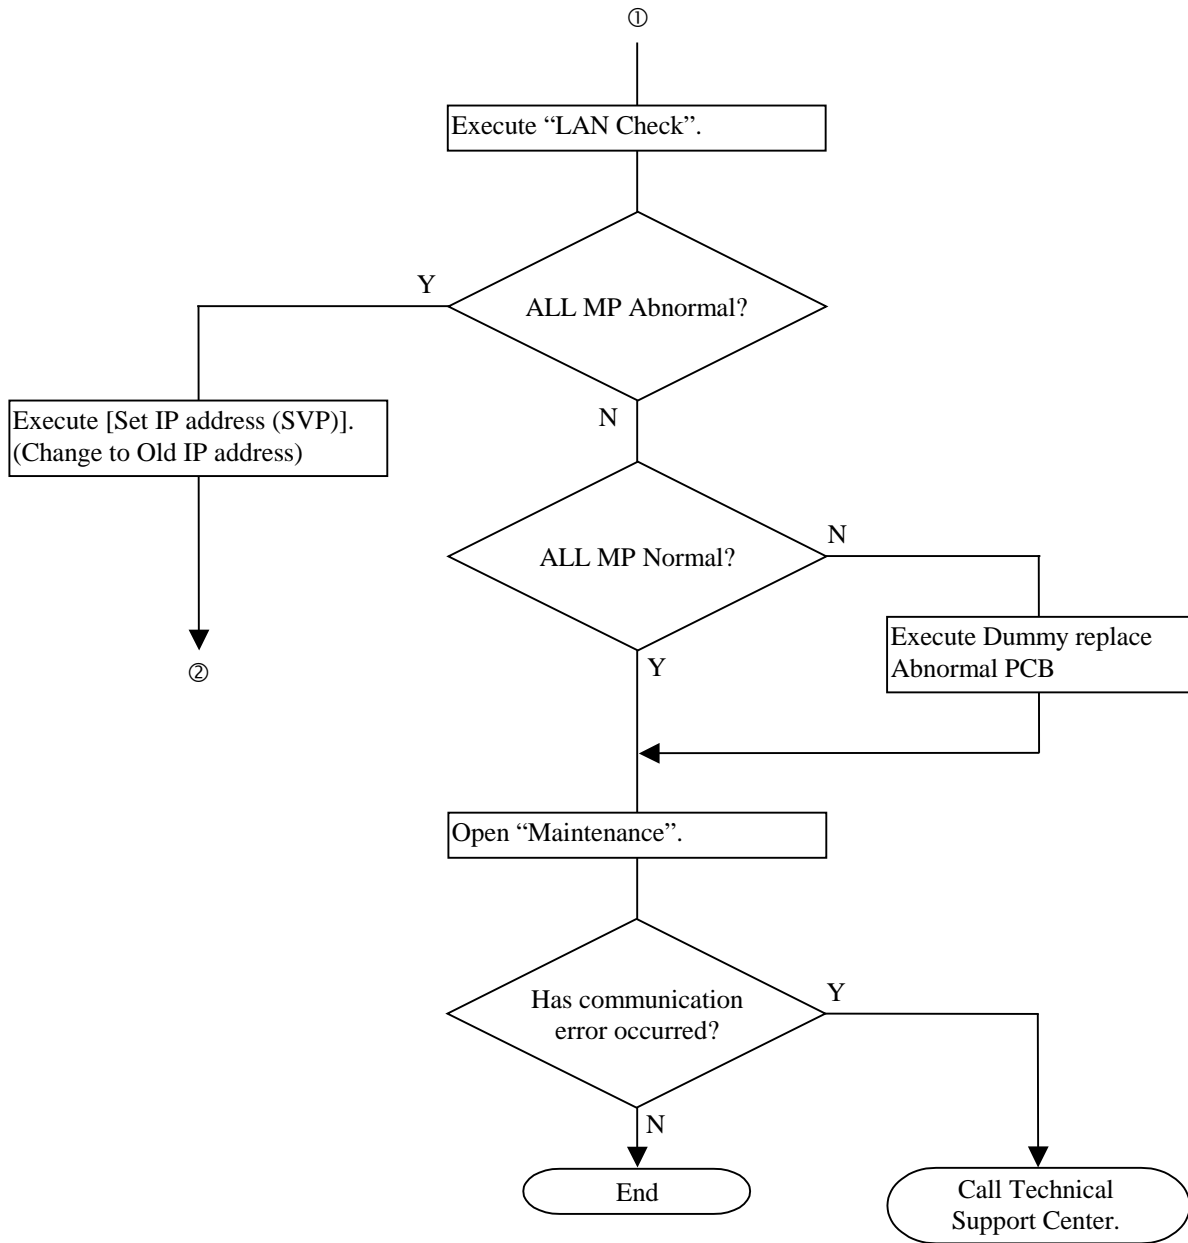 ①
Execute “LAN Check”.
Y
ALL MP Abnormal?
N
Execute [Set IP address (SVP)].
(Change to Old IP address)
②
ALL MP Normal?
N
Y
Execute Dummy replace
Abnormal PCB
Open “Maintenance”.
Has communication
error occurred?
Y
N
End
Call Technical
Support Center.